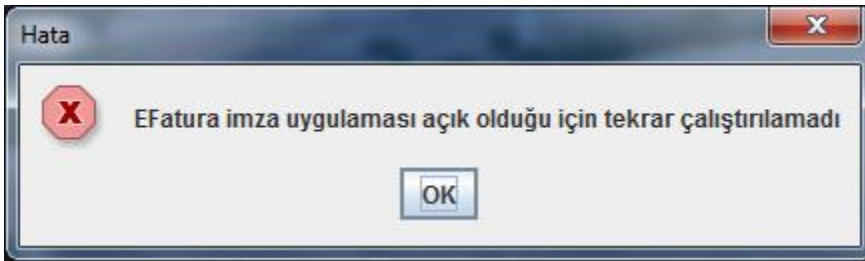 Hata
EFatura imza uygulaması açık olduğu için tekrar çalıştırılamadı
OK